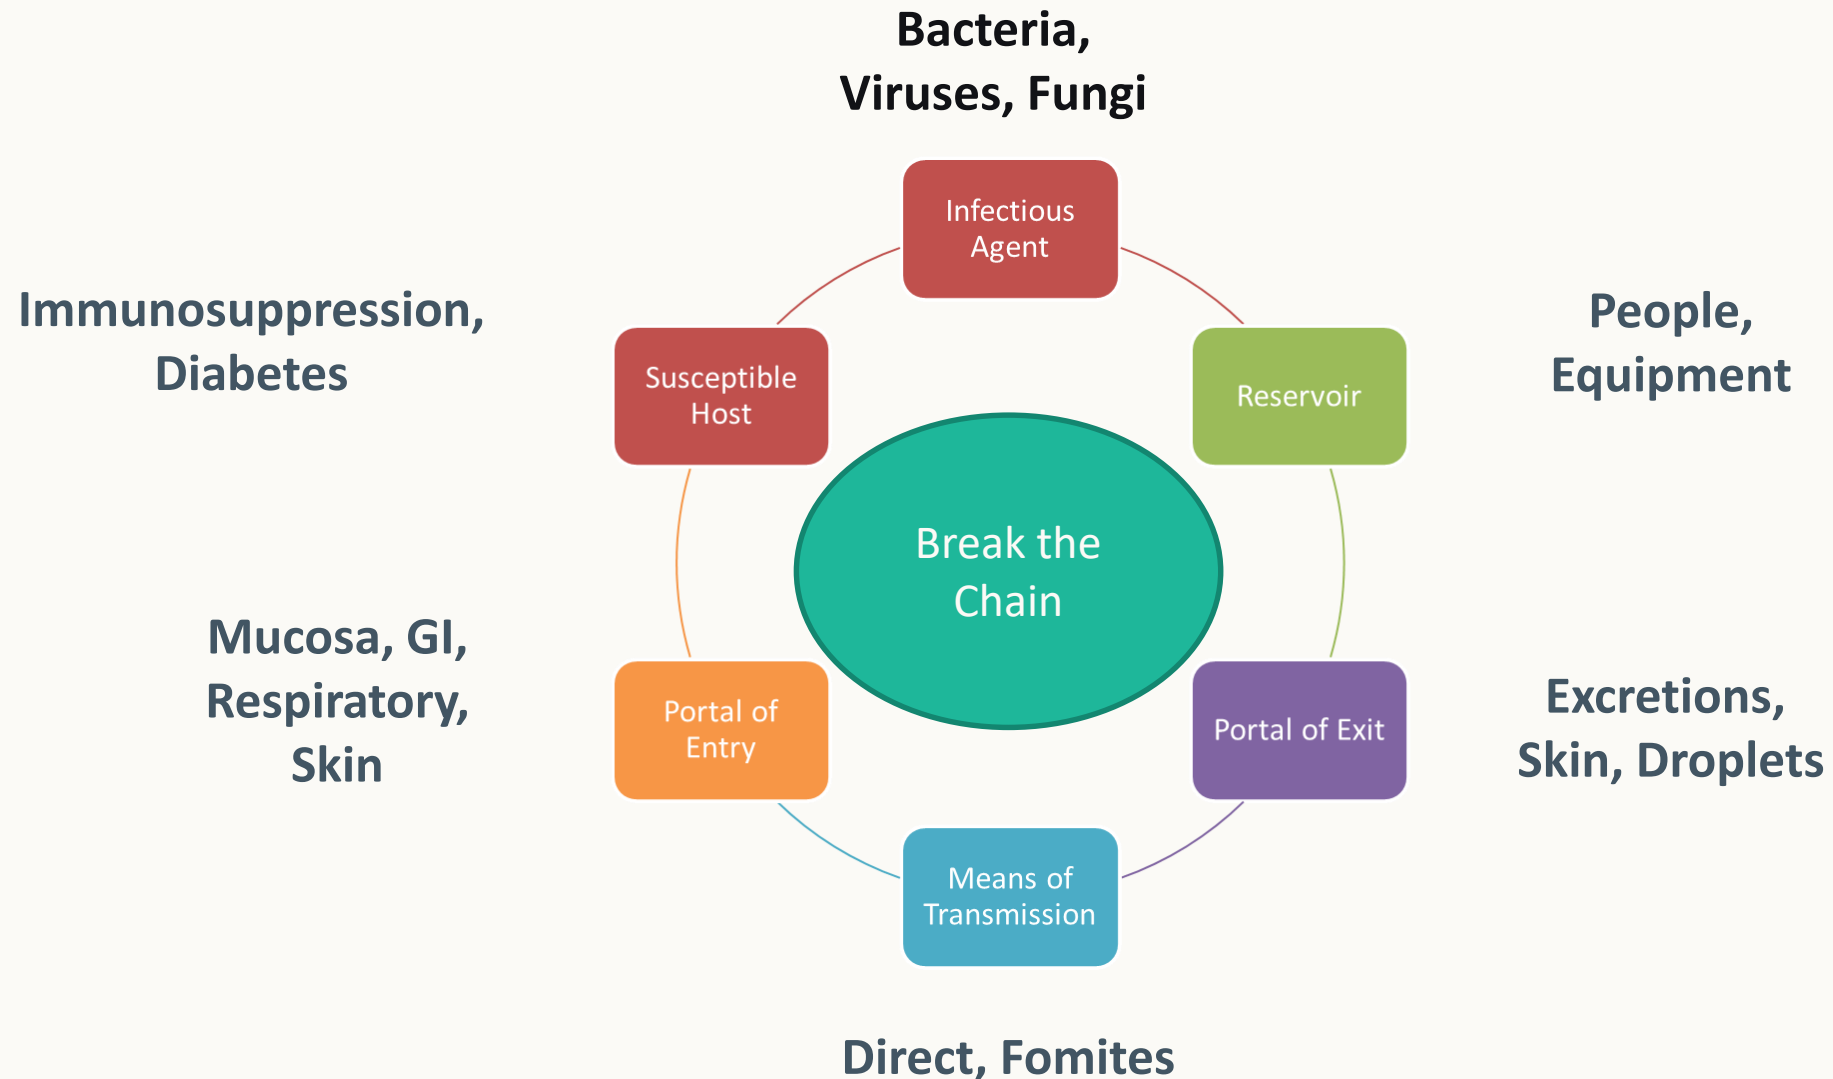 Bacteria,
Viruses, Fungi
Infectious
Agent
Immunosuppression,
Diabetes
Susceptible
Host
Reservoir
People,
Equipment
Break the
Chain
Mucosa, GI,
Respiratory,
Skin
Portal of
Entry
Portal of Exit
Excretions,
Skin, Droplets
Means of
Transmission
Direct, Fomites